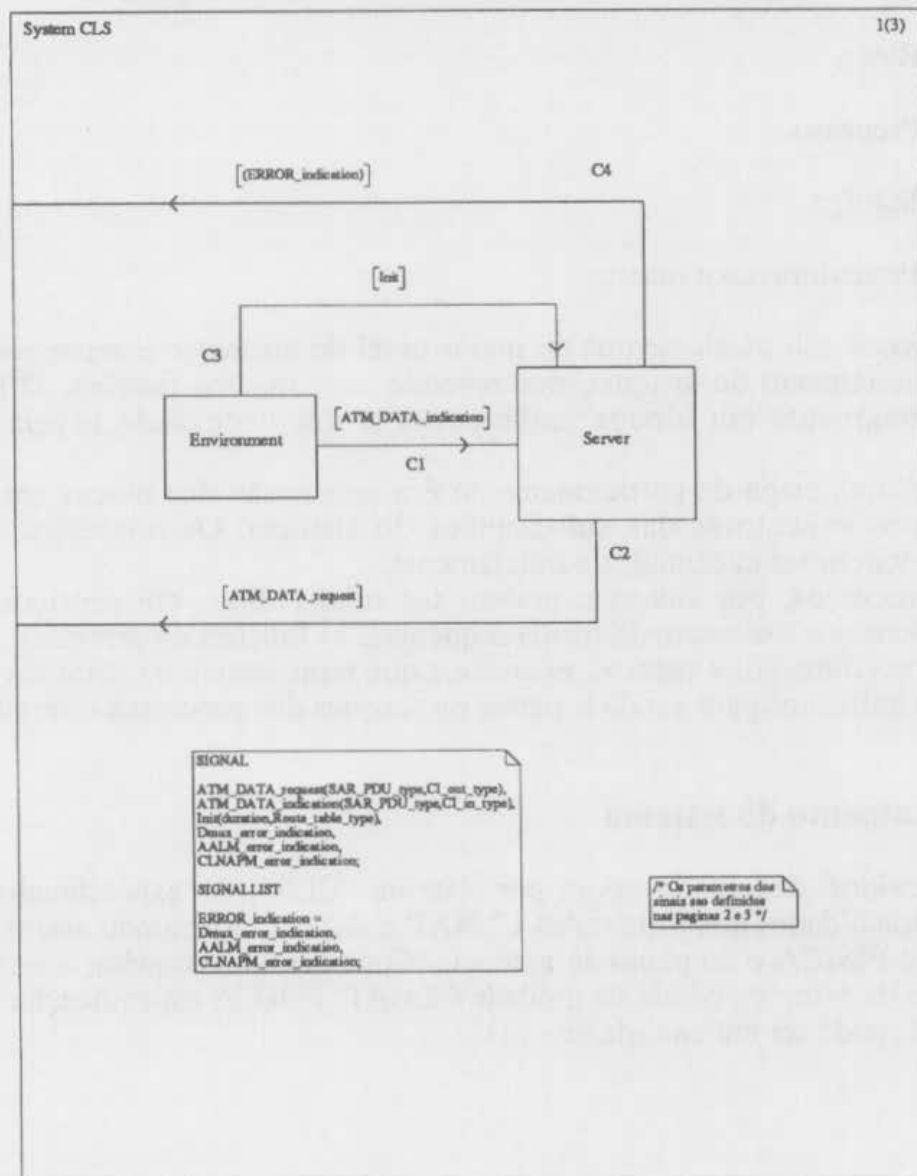 System CLS
1(3)
[(ERROR_indication)]
C4
[Init]
C3
[ATM_DATA_indication]
Environment
Server
C1
C2
[ATM_DATA_request]
SIGNAL
ATM_DATA_request(SAR_PDU_type,CI_out_type),
ATM_DATA_indication(SAR_PDU_type,CI_in_type),
Init(duration,Route_table_type),
Dmux_error_indication,
AALM_error_indication,
CLNAPM_error_indication;
SIGNALLIST
ERROR_indication =
Dmux_error_indication,
AALM_error_indication,
CLNAPM_error_indication;
/* Os parametros dos
sinais sao definidos
nas paginas 2 e 3 */